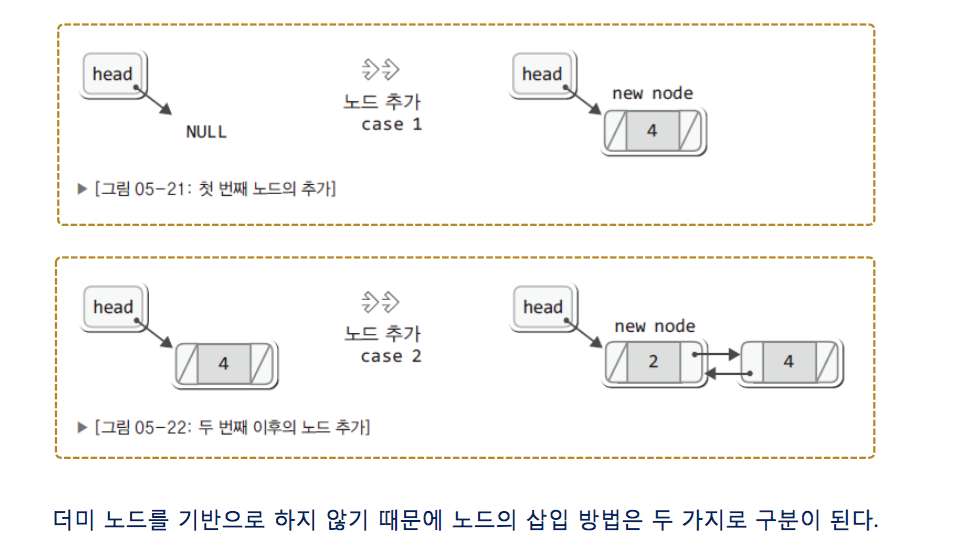 head
NULL
노드 추가
case 1
head
new node
4
▶ [그림 05-21: 첫 번째 노드의 추가]
head
4
노드 추가
case 2
head
new node
2
4
▶ [그림 05-22: 두 번째 이후의 노드 추가]
더미 노드를 기반으로 하지 않기 때문에 노드의 삽입 방법은 두 가지로 구분이 된다.